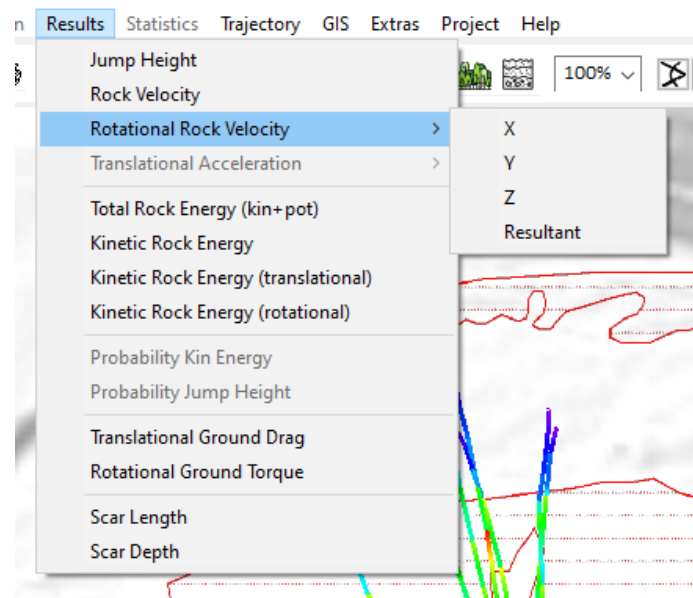 n Results Statistics Trajectory GIS Extras Project Help
Jump Height
100%
Rock Velocity
Rotational Rock Velocity
X
Translational Acceleration
Y
Z
Total Rock Energy (kin+pot)
Resultant
Kinetic Rock Energy
Kinetic Rock Energy (translational)
Kinetic Rock Energy (rotational)
Probability Kin Energy
Probability Jump Height
Translational Ground Drag
Rotational Ground Torque
Scar Length
Scar Depth